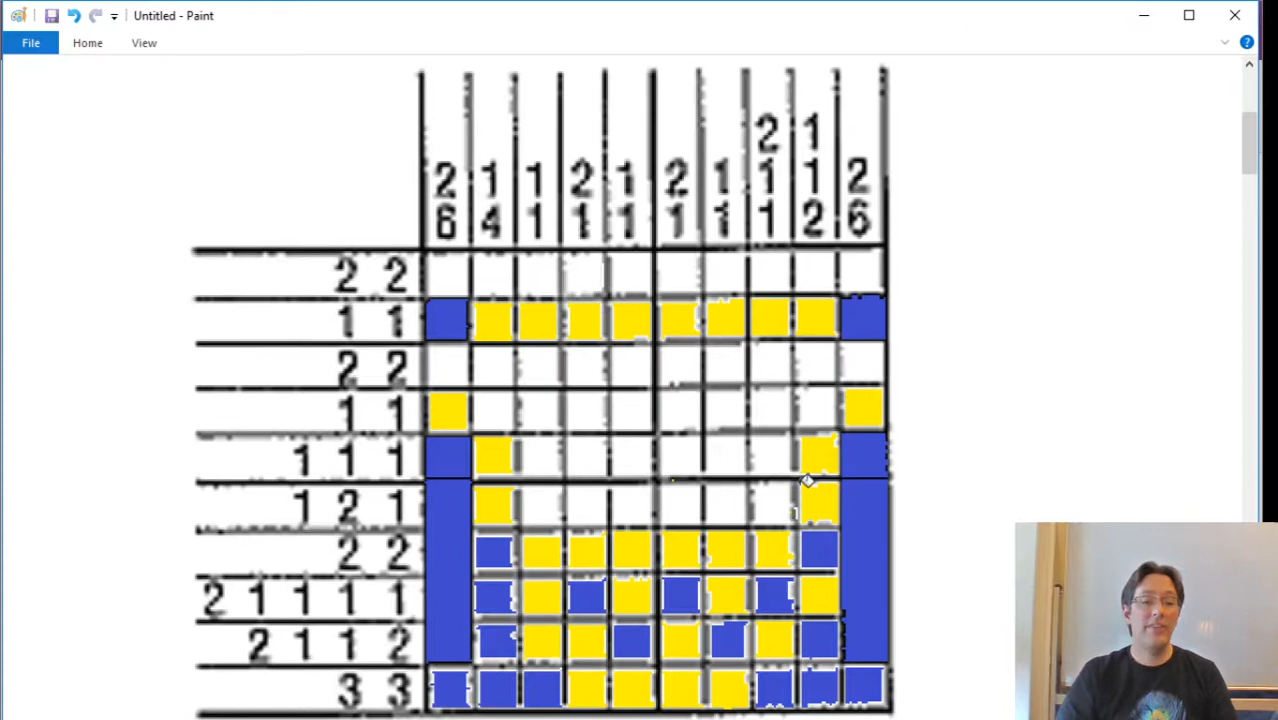 Untitled - Paint
File Home View
2 1
2 1 1 2 1 2 1 1 1 2
6 4 1 1 1 1 1 1 2 6
2 2
1 1
2 2
1 1
1 1 1
1 2 1
2 2
2 1 1 1 1
2 1 1 2
3 3